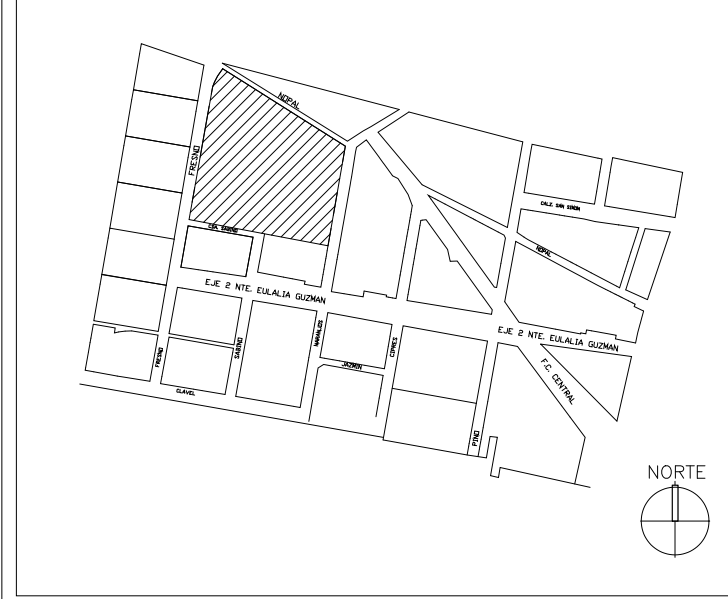 NOPAL
FRESNO
CALZ. SAN SIMON
CDA. SABINO
NOPAL
EJE 2 NTE. EULALIA GUZMAN
EJE 2 NTE. EULALIA GUZMAN
NARANJOS
SABINO
CIPRES
FRESNO
JAZMIN
F.C. CENTRAL
CLAVEL
PINO
NORTE